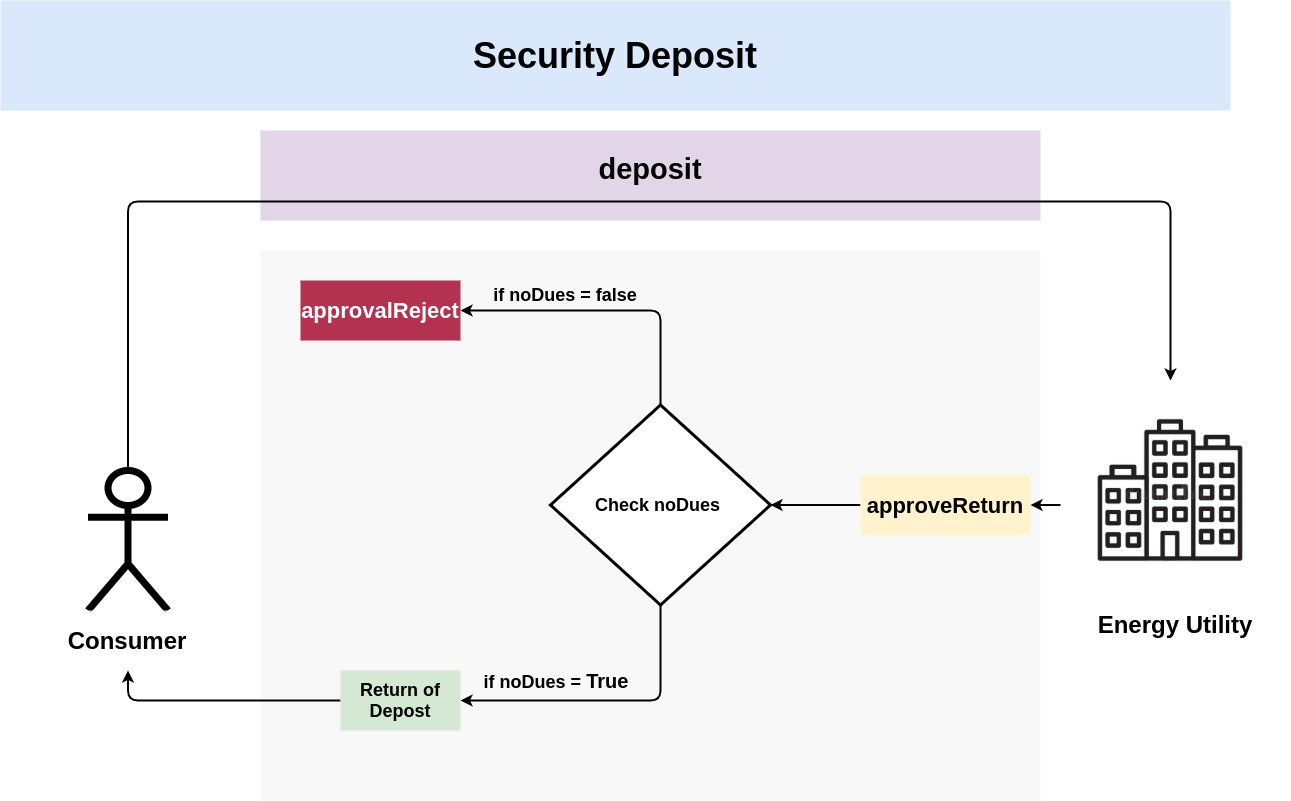 Security Deposit
deposit
approvalReject
if noDues = false
Check noDues
approveReturn
Consumer
Energy Utility
if noDues = True
Return of
Depost